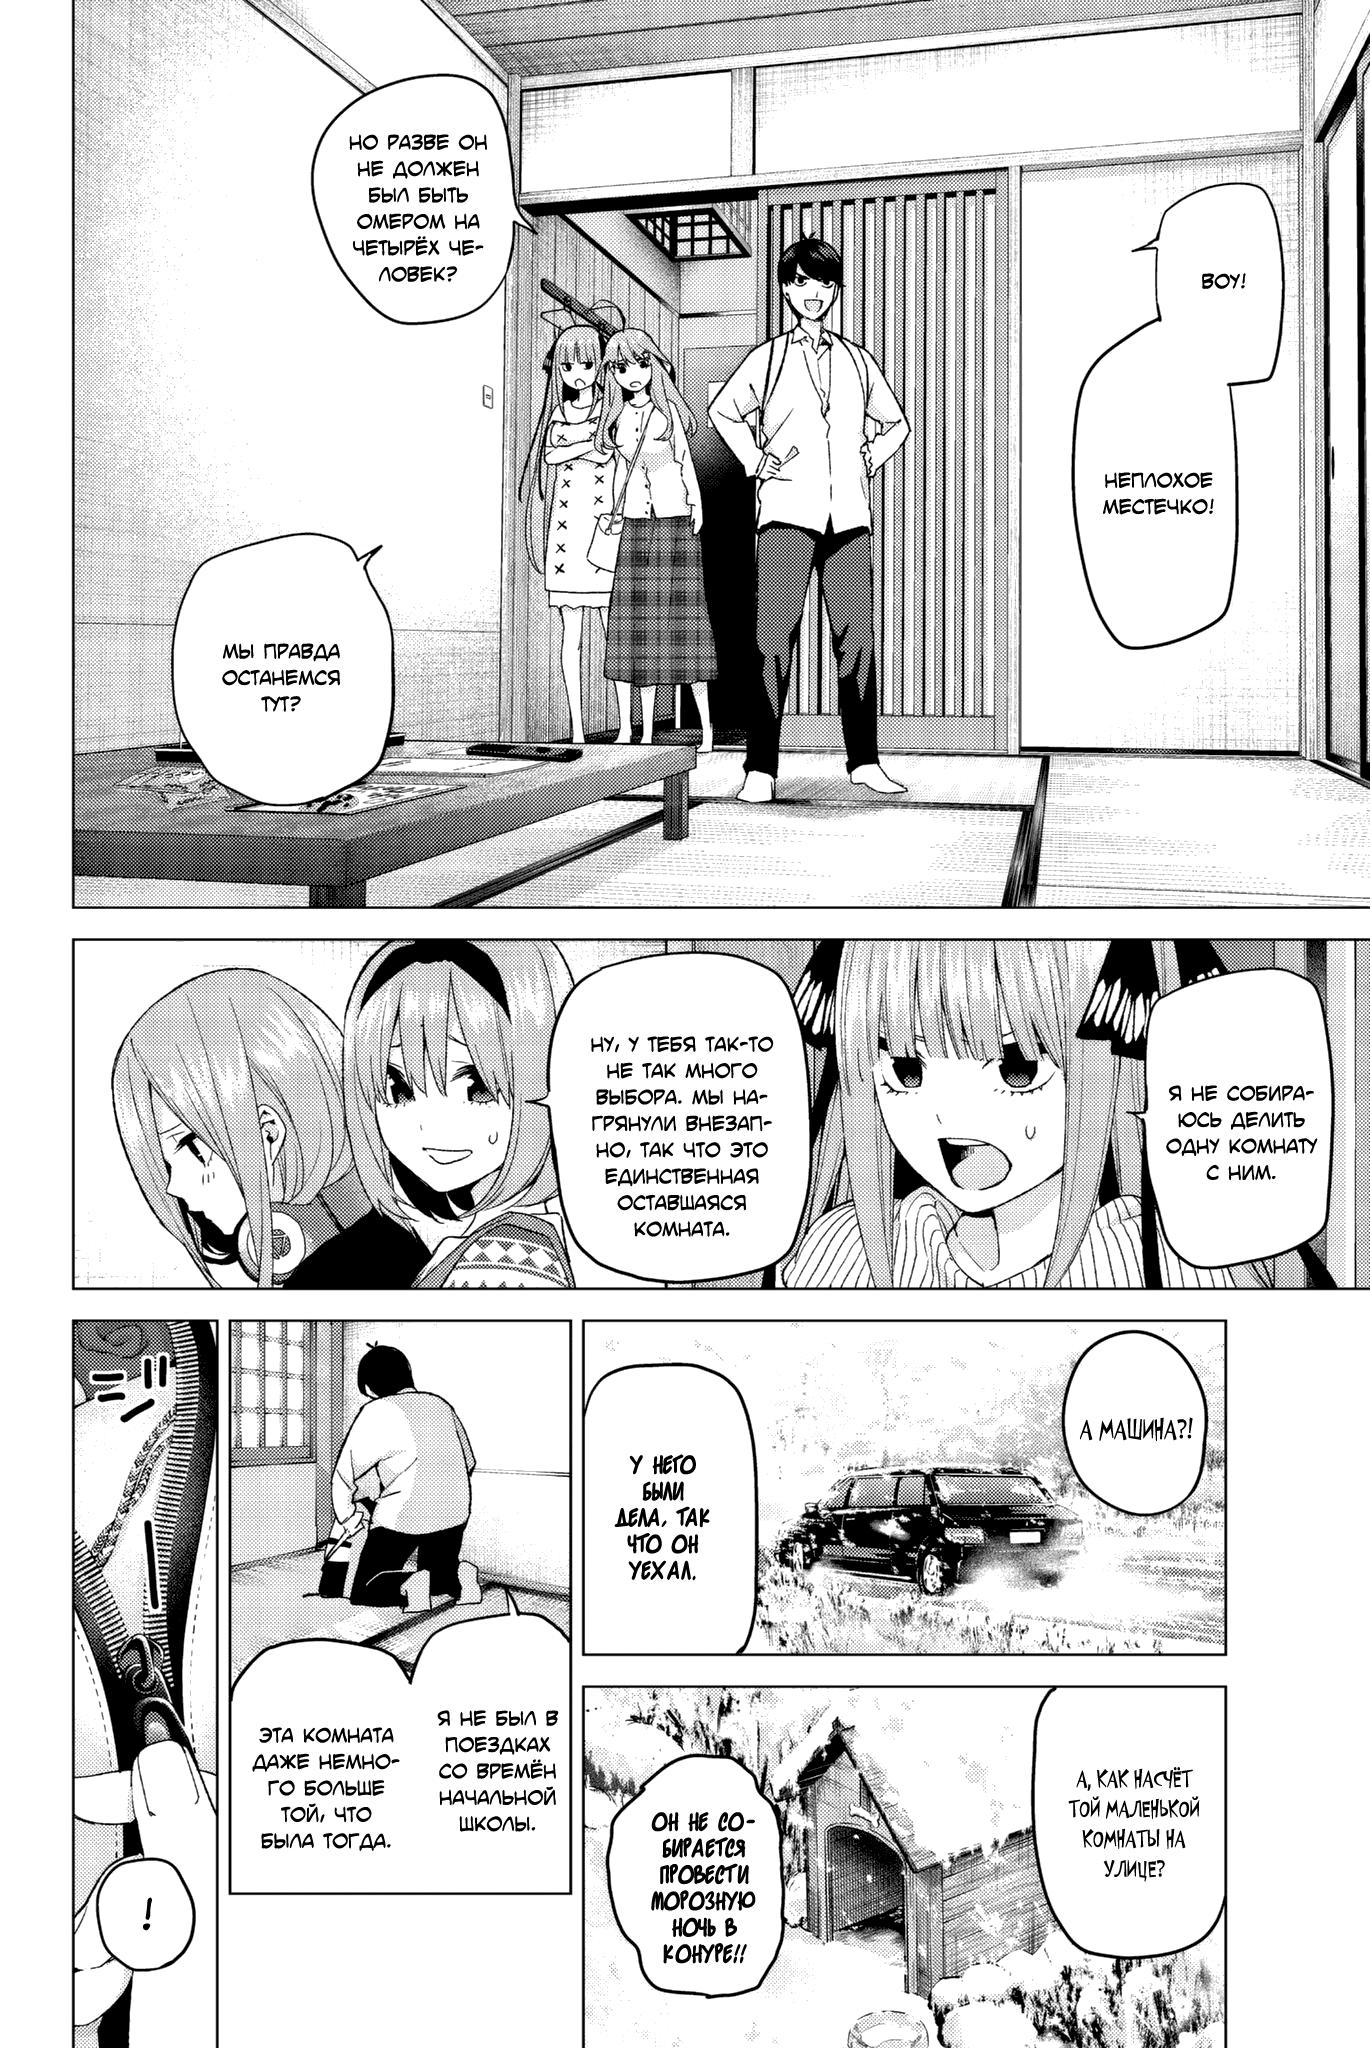 ВОУ!
НЕПЛОХОЕ
МЕСТЕЧКО!
НО РАЗВЕ ОН
НЕ ДОЛЖЕН
БЫЛ БЫТЬ
ОМЕРОМ НА
ЧЕТЫРЁХ ЧЕ-
ЛОВЕК?
МЫ ПРАВДА
ОСТАНЕМСЯ
ТУТ?
Я НЕ СОБИРА-
ЮСЬ ДЕЛИТЬ
ОДНУ КОМНАТУ
С НИМ.
НУ, У ТЕБЯ ТАК-ТО
НЕ ТАК МНОГО
ВЫБОРА. МЫ НА-
ГРЯНУЛИ ВНЕЗАП-
НО, ТАК ЧТО ЭТО
ЕДИНСТВЕННАЯ
ОСТАВШАЯСЯ
КОМНАТА.
А МАШИНА?!
У НЕГО
БЫЛИ
ДЕЛА, ТАК
ЧТО ОН
УЕХАЛ.
А, КАК НАСЧЁТ
ТОЙ МАЛЕНЬКОЙ
КОМНАТЫ НА
УЛИЦЕ?
ОН НЕ СО-
БИРАЕТСЯ
ПРОВЕСТИ
МОРОЗНУЮ
НОЧЬ В
КОНУРЕ!!
Я НЕ БЫЛ В
ПОЕЗДКАХ
СО ВРЕМЁН
НАЧАЛЬНОЙ
ШКОЛЫ.
ЭТА КОМНАТА
ДАЖЕ НЕМНО-
ГО БОЛЬШЕ
ТОЙ, ЧТО
БЫЛА ТОГДА.
!